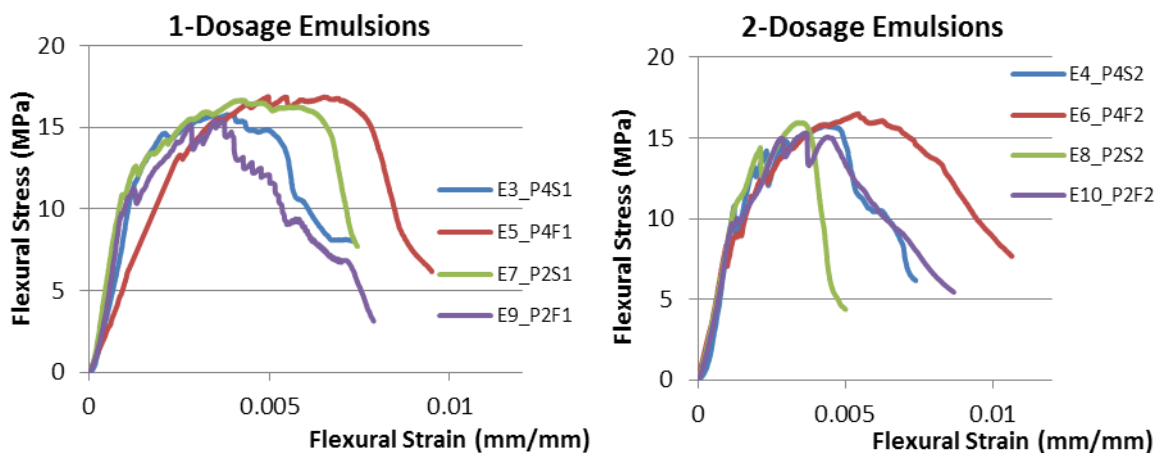 1-Dosage Emulsions
Flexural Stress (MPa)
20
15
10
5
0
0
0.005
0.01
Flexural Strain (mm/mm)
E3_P4S1
E5_P4F1
E7_P2S1
E9_P2F1
2-Dosage Emulsions
Flexural Stress (MPa)
20
15
10
5
0
0
0.005
0.01
Flexural Strain (mm/mm)
E4_P4S2
E6_P4F2
E8_P2S2
E10_P2F2